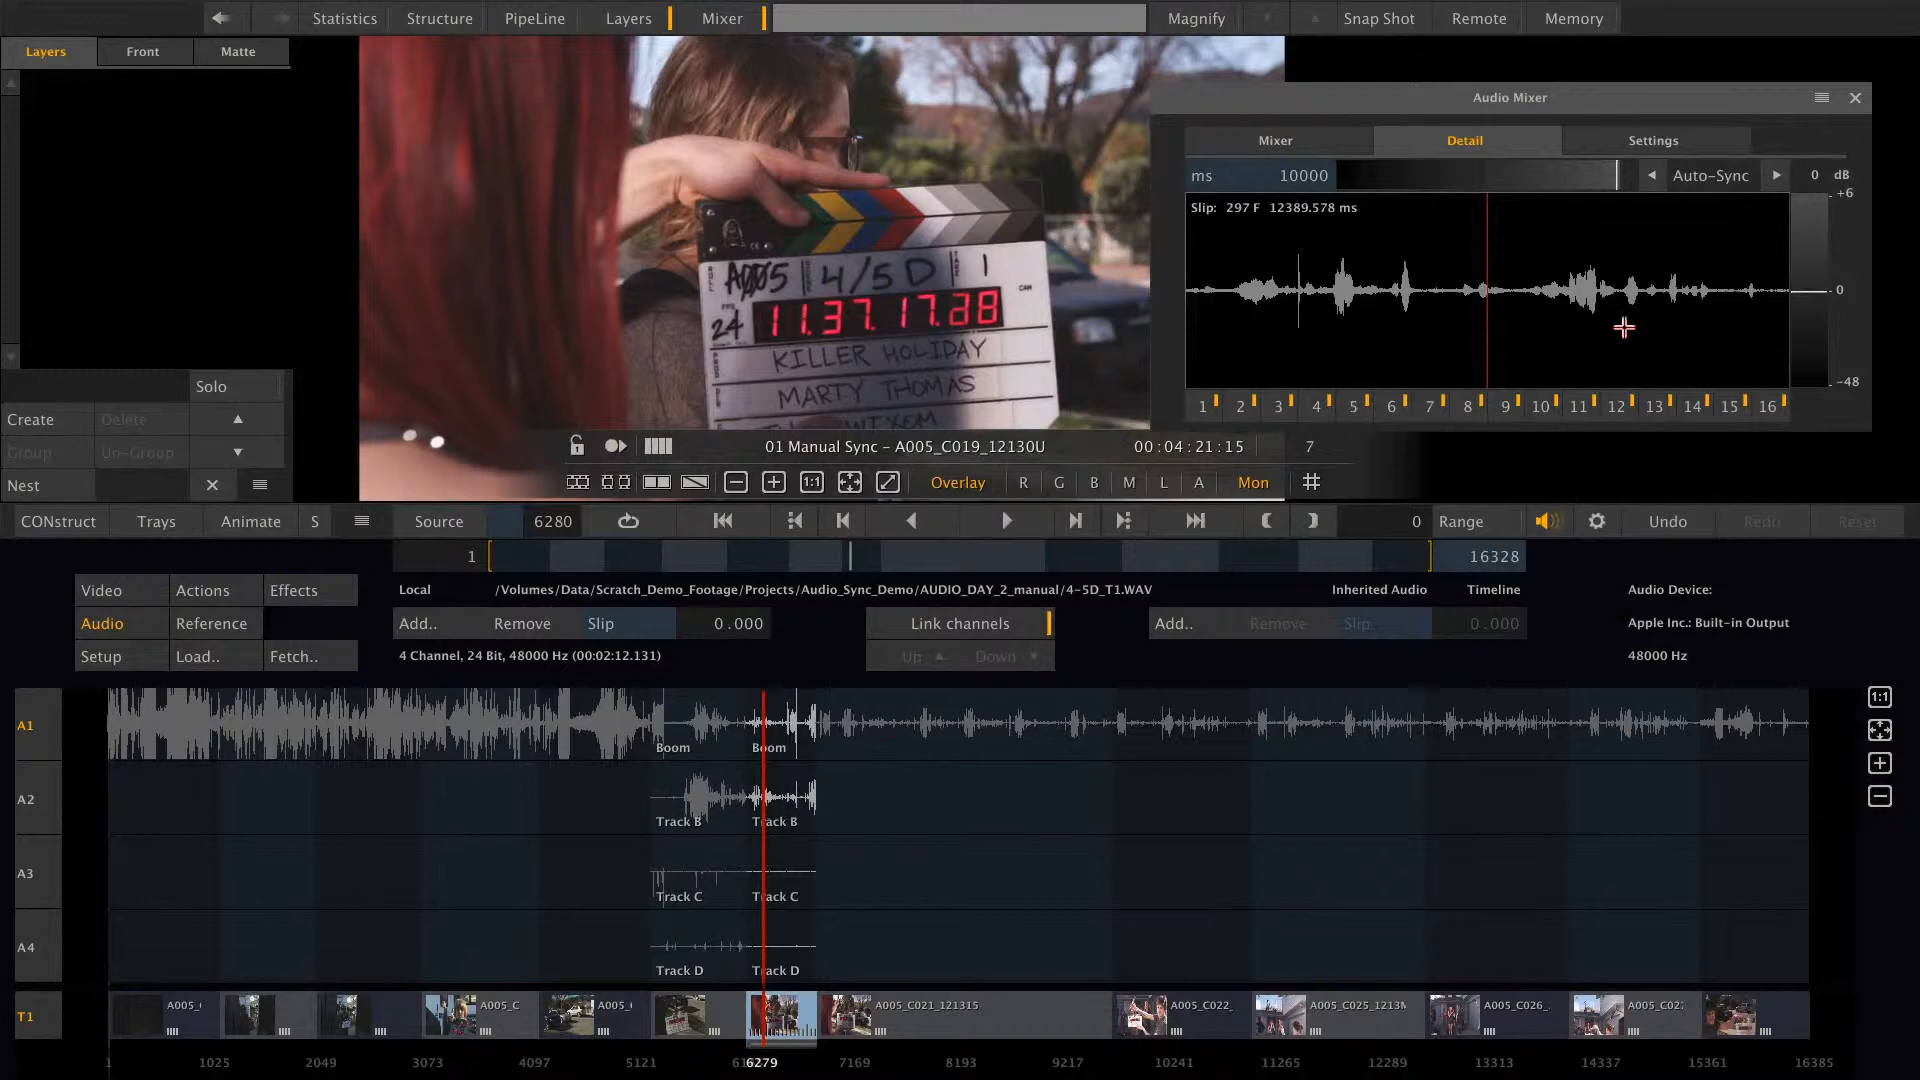 Statistics Structure PipeLine Layers Mixer Magnify Snap Shot Remote Memory
Layers Front Matte
Audio Mixer
Mixer Detail Settings
ms 10000 Auto-Sync 0 dB
Slip: 297 F 12389.578 ms
+6
0
-48
1 2 3 4 5 6 7 8 9 10 11 12 13 14 15 16
A005 4/5 D 1
24 11.37.17.28
KILLER HOLIDAY
MARTY THOMAS
Solo
Create Delete
Group Un-Group
Nest
01 Manual Sync - A005_C019_12130U 00:04:21:15 7
1:1 Overlay R G B M L A Mon
CONstruct Trays Animate S Source 6280 0 Range Undo Redo Reset
1 16328
Video Actions Effects
Audio Reference
Setup Load.. Fetch..
Local /Volumes/Data/Scratch_Demo_Footage/Projects/Audio_Sync_Demo/AUDIO_DAY_2_manual/4-5D_T1.WAV Inherited Audio Timeline
Add.. Remove Slip 0.000 Link channels Add.. Remove Slip 0.000
4 Channel, 24 Bit, 48000 Hz (00:02:12.131) Up Down
Audio Device:
Apple Inc.: Built-in Output
48000 Hz
A1 Boom Boom
A2 Track B Track B
A3 Track C Track C
A4 Track D Track D
1:1
T1 A005_C A005_C021_121315 A005_C022_ A005_C025_1213 A005_C026_
1 1025 2049 3073 4097 5121 6279 7169 8193 9217 10241 11265 12289 13313 14337 15361 16385